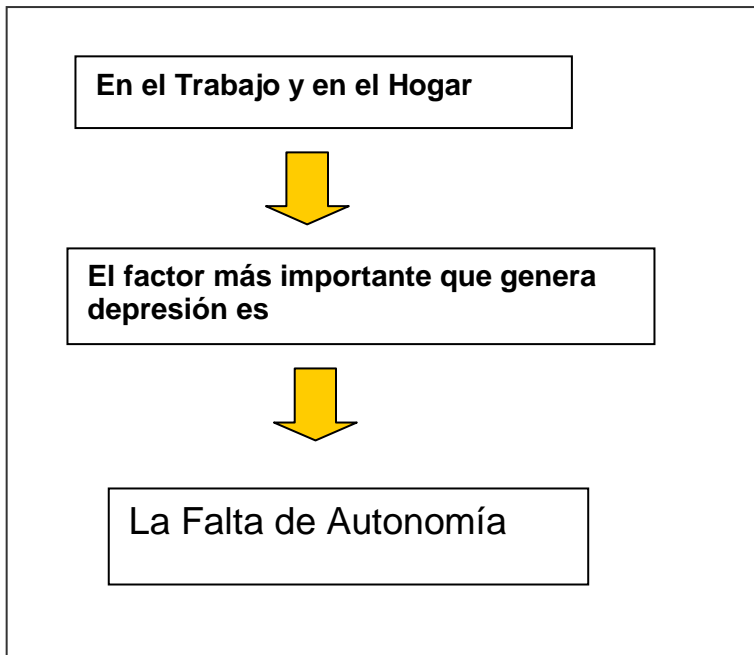 En el Trabajo y en el Hogar
El factor más importante que genera
depresión es
La Falta de Autonomía